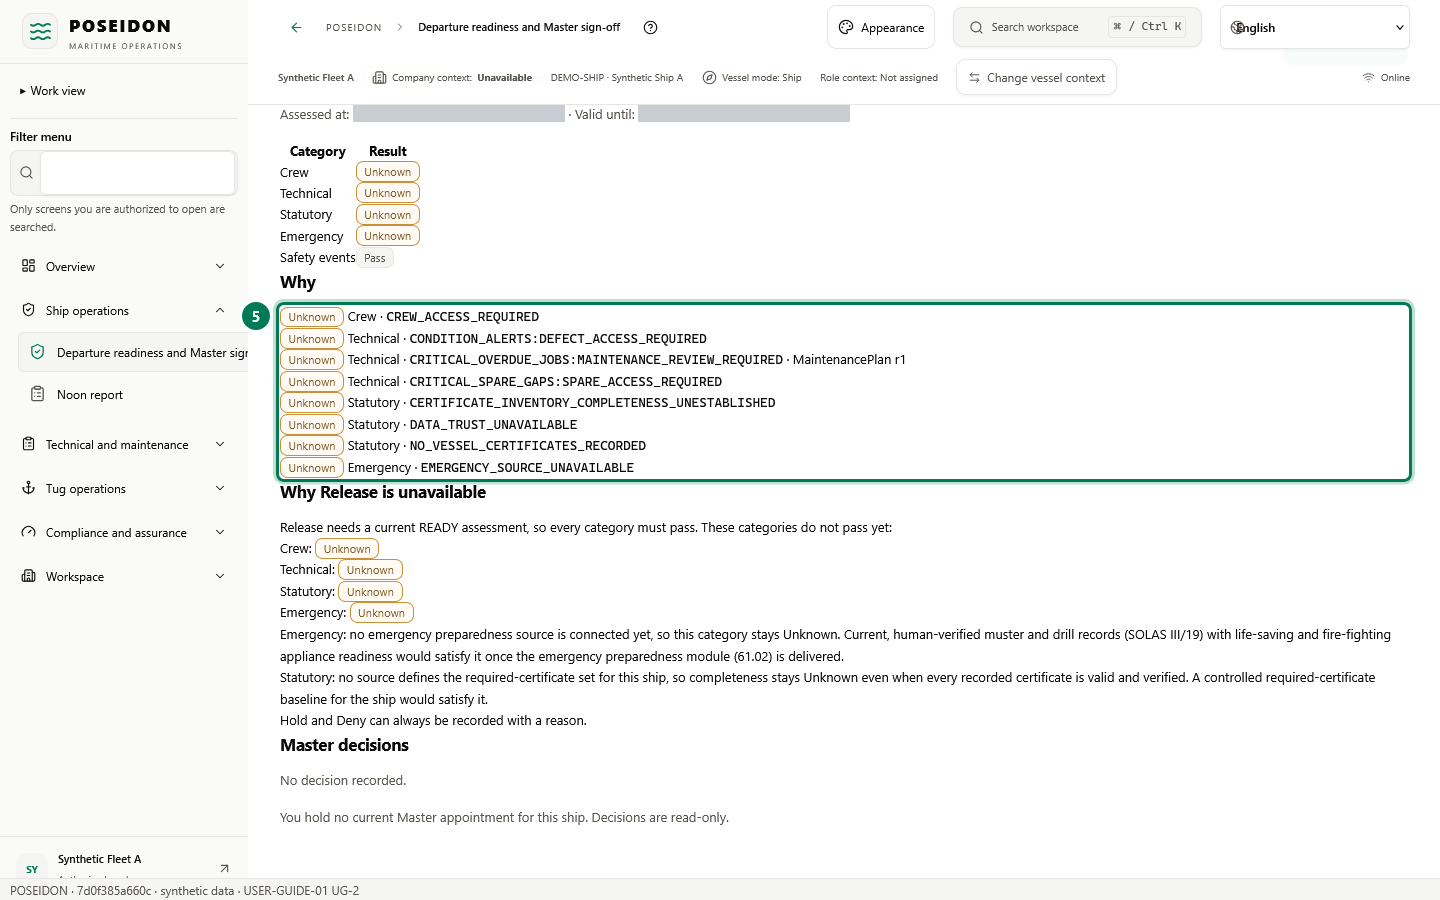 POSEIDON
MARITIME OPERATIONS
POSEIDON
Departure readiness and Master sign-off
Appearance
Search workspace
⌘ / Ctrl K
English
Synthetic Fleet A
Company context: Unavailable
DEMO-SHIP · Synthetic Ship A
Vessel mode: Ship
Role context: Not assigned
Change vessel context
Online
Work view
Filter menu
Only screens you are authorized to open are
searched.
Overview
Ship operations
Departure readiness and Master sign
Noon report
Technical and maintenance
Tug operations
Compliance and assurance
Workspace
SY
Synthetic Fleet A
Assessed at: · Valid until:
Category Result
Crew Unknown
Technical Unknown
Statutory Unknown
Emergency Unknown
Safety events Pass
Why
5
Unknown Crew · CREW_ACCESS_REQUIRED
Unknown Technical · CONDITION_ALERTS:DEFECT_ACCESS_REQUIRED
Unknown Technical · CRITICAL_OVERDUE_JOBS:MAINTENANCE_REVIEW_REQUIRED · MaintenancePlan r1
Unknown Technical · CRITICAL_SPARE_GAPS:SPARE_ACCESS_REQUIRED
Unknown Statutory · CERTIFICATE_INVENTORY_COMPLETENESS_UNESTABLISHED
Unknown Statutory · DATA_TRUST_UNAVAILABLE
Unknown Statutory · NO_VESSEL_CERTIFICATES_RECORDED
Unknown Emergency · EMERGENCY_SOURCE_UNAVAILABLE
Why Release is unavailable
Release needs a current READY assessment, so every category must pass. These categories do not pass yet:
Crew: Unknown
Technical: Unknown
Statutory: Unknown
Emergency: Unknown
Emergency: no emergency preparedness source is connected yet, so this category stays Unknown. Current, human-verified muster and drill records (SOLAS III/19) with life-saving and fire-fighting
appliance readiness would satisfy it once the emergency preparedness module (61.02) is delivered.
Statutory: no source defines the required-certificate set for this ship, so completeness stays Unknown even when every recorded certificate is valid and verified. A controlled required-certificate
baseline for the ship would satisfy it.
Hold and Deny can always be recorded with a reason.
Master decisions
No decision recorded.
You hold no current Master appointment for this ship. Decisions are read-only.
POSEIDON · 7d0f385a660c · synthetic data · USER-GUIDE-01 UG-2